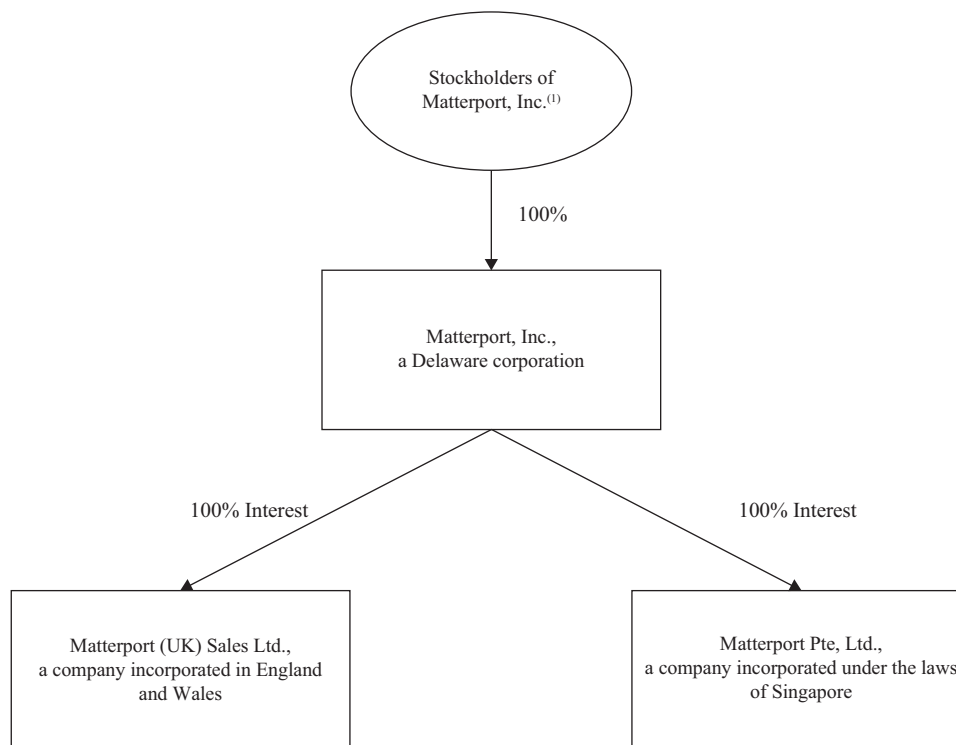 Stockholders of
Matterport, Inc.(1)
100%
Matterport, Inc.,
a Delaware corporation
100% Interest
100% Interest
Matterport (UK) Sales Ltd.,
a company incorporated in England
and Wales
Matterport Pte, Ltd.,
a company incorporated under the laws
of Singapore